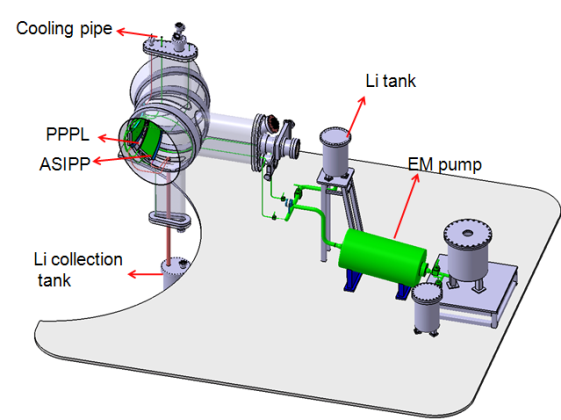 Cooling pipe
Li tank
PPPL
EM pump
ASIPP
Li collection
tank